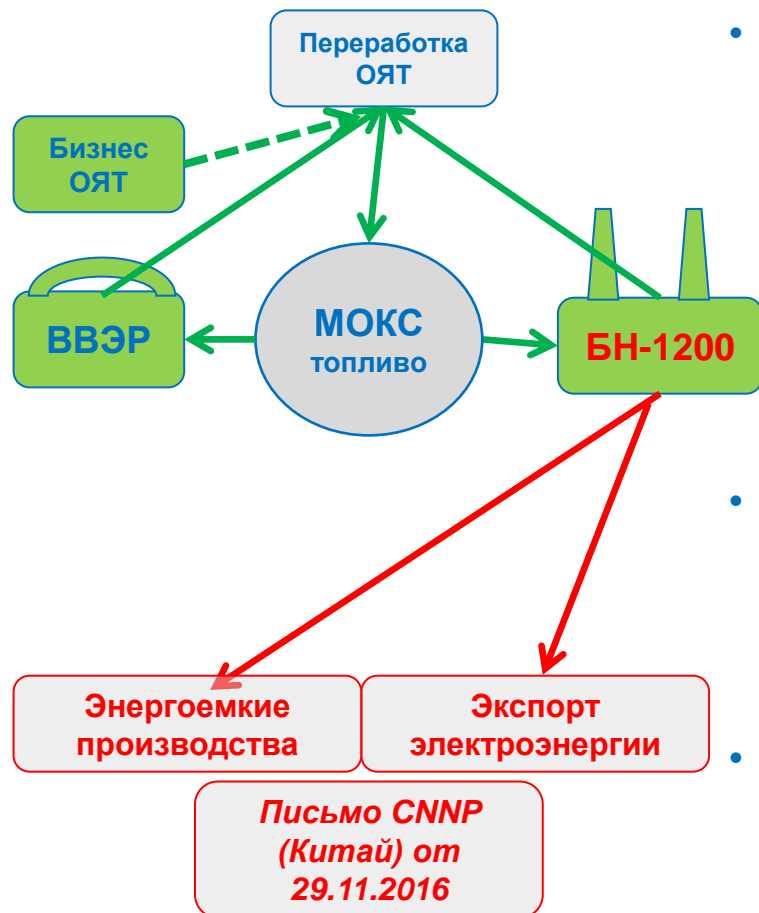 Переработка
ОЯТ
Бизнес
ОЯТ
ВВЭР
МОКС
топливо
БН-1200
Энергоемкие
производства
Экспорт
электроэнергии
Письмо CNNP
(Китай) от
29.11.2016